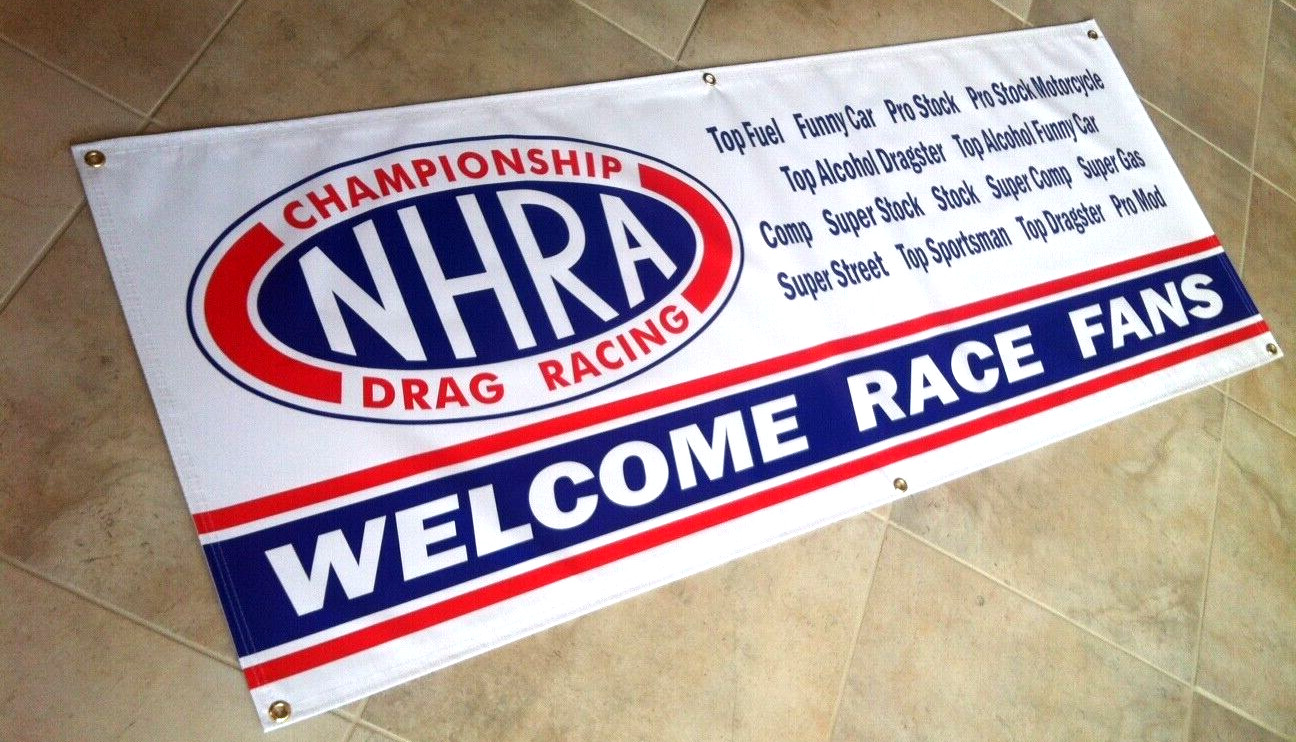 CHAMPIONSHIP
NHRA
DRAG RACING
Top Fuel Funny Car Pro Stock Pro Stock Motorcycle
Top Alcohol Dragster Top Alcohol Funny Car
Comp Super Stock Stock Super Comp Super Gas
Super Street Top Sportsman Top Dragster Pro Mod
WELCOME RACE FANS